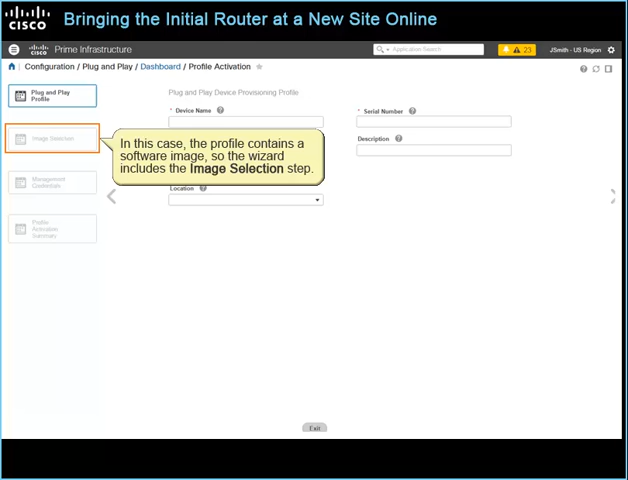 CISCO
Bringing the Initial Router at a New Site Online
CISCO Prime Infrastructure
Application Search
23
JSmith - US Region
Configuration / Plug and Play / Dashboard / Profile Activation
Plug and Play
Profile
Image Selection
Management
Credentials
Profile
Activation
Summary
Plug and Play Device Provisioning Profile
* Device Name
* Serial Number
Description
In this case, the profile contains a
software image, so the wizard
includes the Image Selection step.
Location
Exit